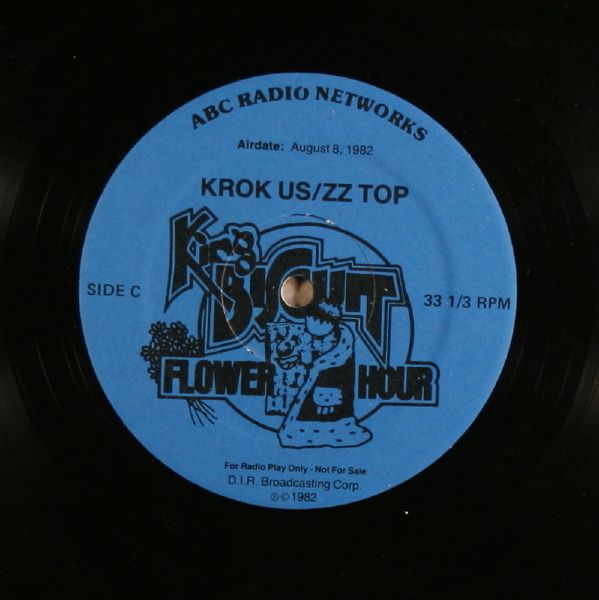 ABC RADIO NETWORKS
Airdate: August 8, 1982
KROK US/ZZ TOP
King
BISCUIT
SIDE C
33 1/3 RPM
FLOWER HOUR
For Radio Play Only - Not For Sale
D.I.R. Broadcasting Corp.
℗©1982